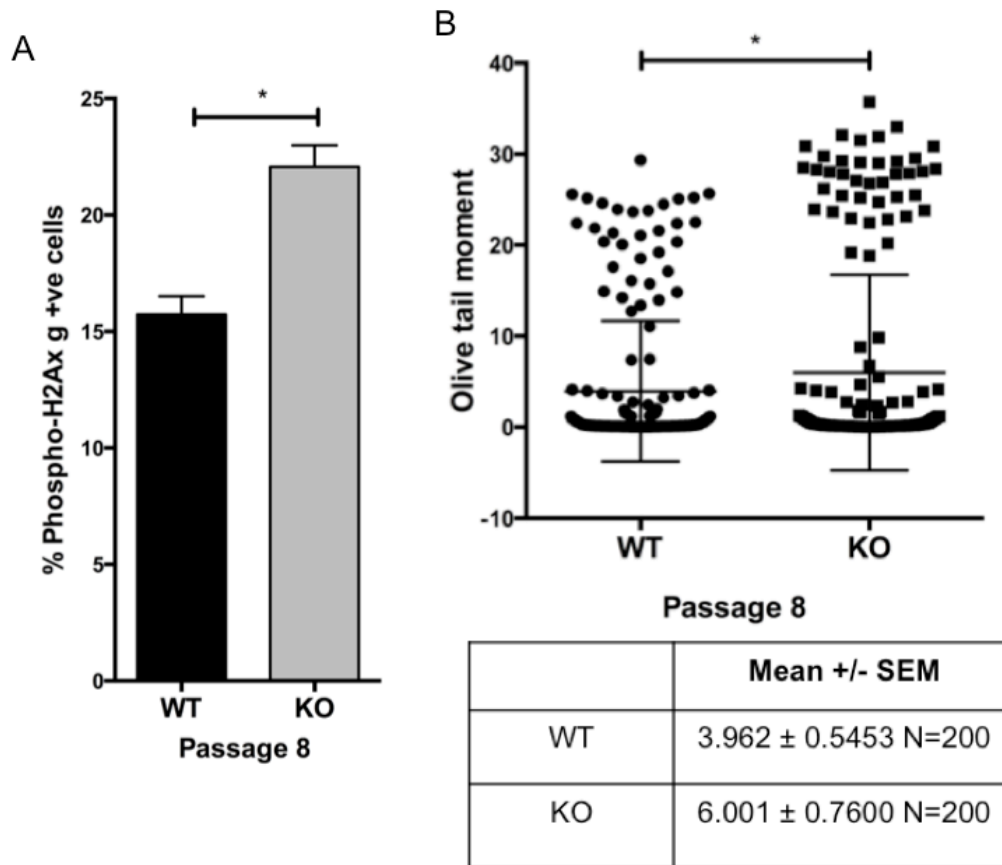 A
% Phospho-H2Ax g +ve cells
25
20
15
10
5
0
*
WT KO
Passage 8
B
Olive tail moment
40
30
20
10
0
-10
*
WT KO
Passage 8
Mean +/- SEM
WT 3.962 ± 0.5453 N=200
KO 6.001 ± 0.7600 N=200